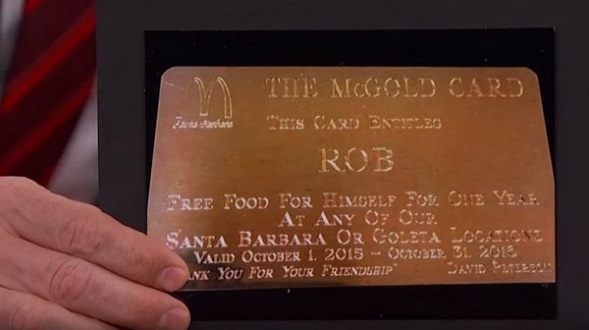 THE McGOLD CARD
THIS CARD ENTITLES
ROB
FREE FOOD FOR HIMSELF FOR ONE YEAR
AT ANY OF OUR
SANTA BARBARA OR GOLETA LOCATIONS
VALID OCTOBER 1, 2015 - OCTOBER 31, 2016
ANK YOU FOR YOUR FRIENDSHIP" DAVID PETERSON